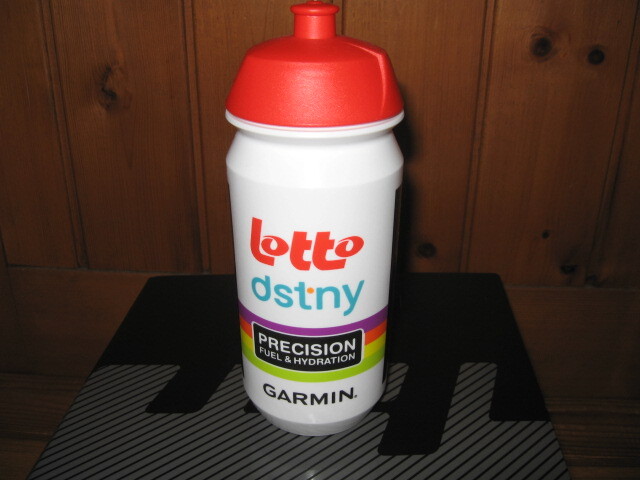 lotto
dstny
PRECISION
FUEL & HYDRATION
GARMIN.